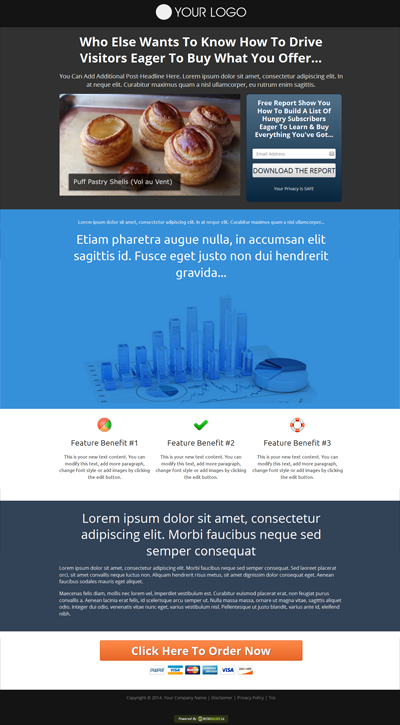 YOUR LOGO
Who Else Wants To Know How To Drive
Visitors Eager To Buy What You Offer...
You Can Add Additional Post-Headline Here. Lorem ipsum dolor sit amet, consectetur adipiscing elit. In
at neque elit. Curabitur maximus quam a nisl ullamcorper, eu rutrum enim sagittis.
Puff Pastry Shells (Vol au Vent)
Free Report Show You
How To Build A List Of
Hungry Subscribers
Eager To Learn & Buy
Everything You've Got...
Email Address
DOWNLOAD THE REPORT
Your Privacy is SAFE
Lorem ipsum dolor sit amet, consectetur adipiscing elit. In at neque elit. Curabitur maximus quam a nisl ullamcorper...
Etiam pharetra augue nulla, in accumsan elit
sagittis id. Fusce eget justo non dui hendrerit
gravida...
Feature Benefit #1
This is your new text content. You can
modify this text, add more paragraph,
change font style or add images by clicking
the edit button.
Feature Benefit #2
This is your new text content. You can
modify this text, add more paragraph,
change font style or add images by clicking
the edit button.
Feature Benefit #3
This is your new text content. You can
modify this text, add more paragraph,
change font style or add images by clicking
the edit button.
Lorem ipsum dolor sit amet, consectetur
adipiscing elit. Morbi faucibus neque sed
semper consequat
Lorem ipsum dolor sit amet, consectetur adipiscing elit. Morbi faucibus neque sed semper consequat. Sed laoreet placerat
orci, sit amet convallis neque luctus non. Aliquam hendrerit risus metus, sit amet dignissim dolor consequat eget. Aenean
faucibus sodales mauris eget aliquet.
Maecenas felis diam, mollis nec lorem vel, imperdiet vestibulum est. Curabitur euismod placerat erat, non feugiat purus
convallis a. Aenean lacinia erat felis, id scelerisque arcu semper ut. Nulla massa massa, ornare ut magna vitae, sagittis aliquet
odio. Integer dui odio, venenatis vitae nunc eget, varius vestibulum nisl. Pellentesque ut justo blandit, varius ante id, eleifend
nibh.
Click Here To Order Now
VISA
VISA
DISCOVER
Copyright © 2014. Your Company Name | Disclaimer | Privacy Policy | Tos
Powered By